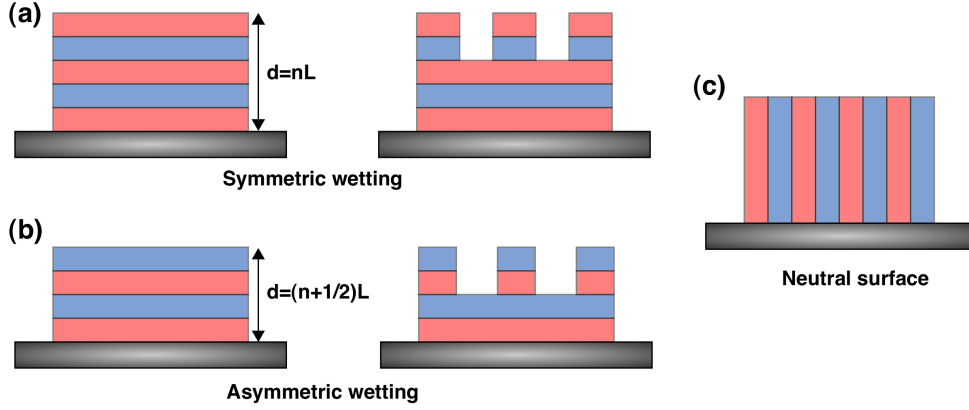 (a)
d=nL
Symmetric wetting
(b)
d=(n+1/2)L
Asymmetric wetting
(c)
Neutral surface